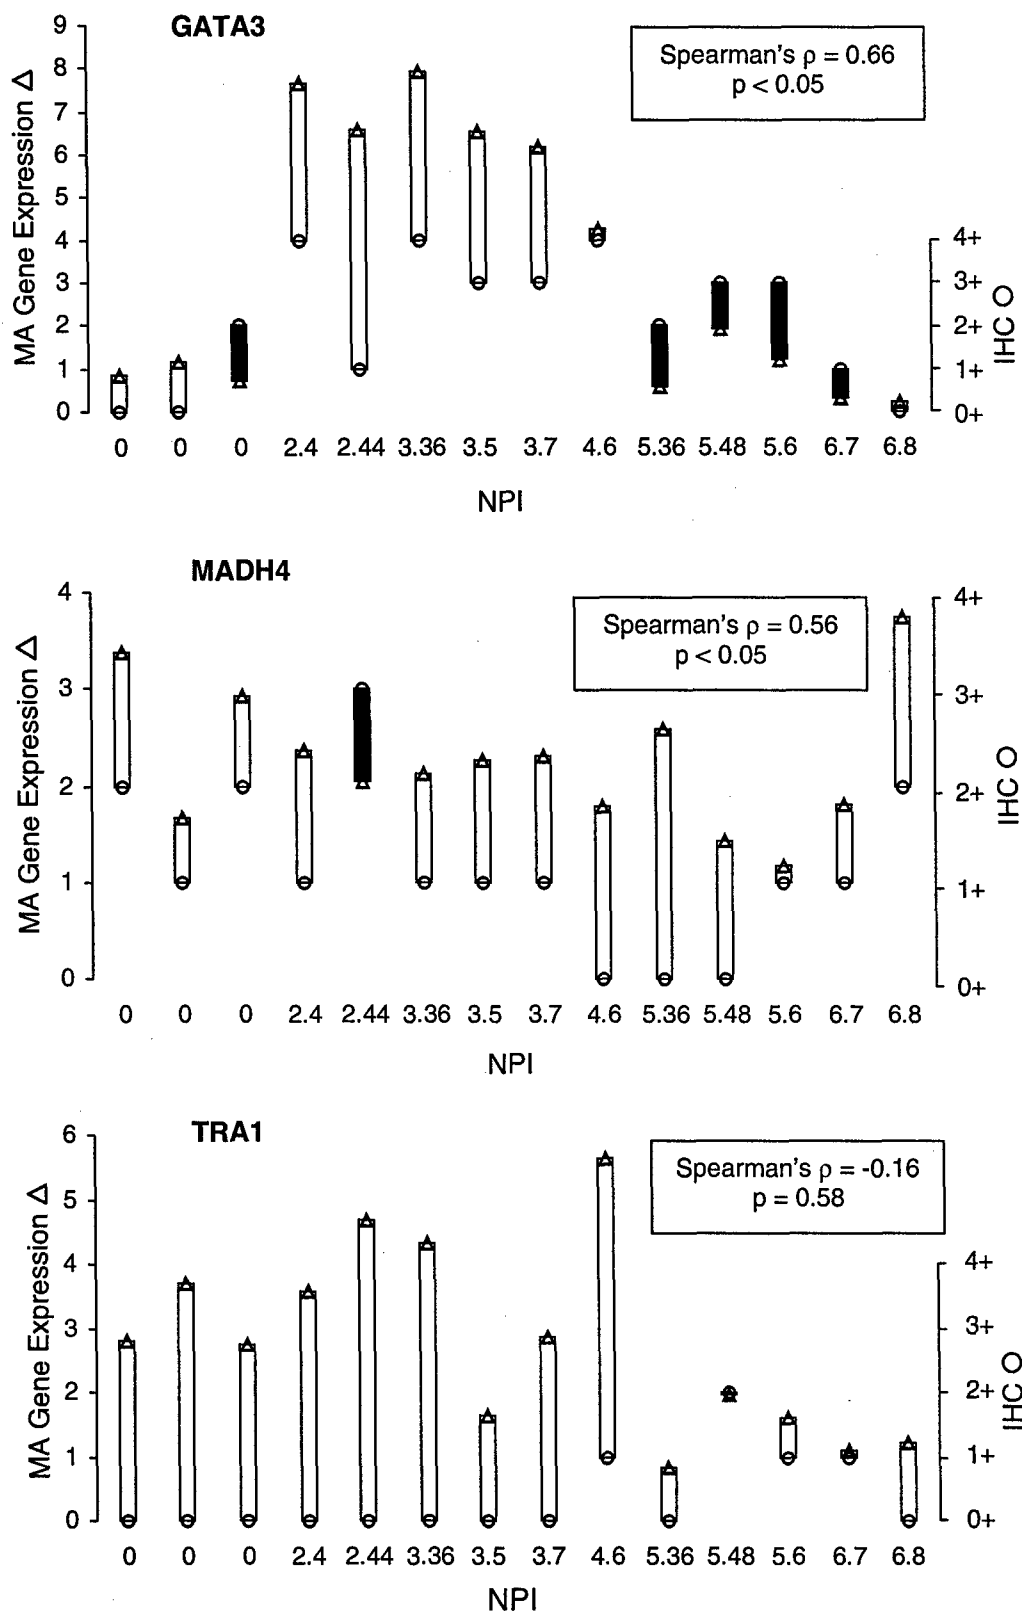 GATA3
Spearman's ρ = 0.66
p < 0.05
MA Gene Expression Δ
9
8
7
6
5
4
3
2
1
0
4+
3+
2+
1+
0+
IHC O
0 0 0 2.4 2.44 3.36 3.5 3.7 4.6 5.36 5.48 5.6 6.7 6.8
NPI
MADH4
Spearman's ρ = 0.56
p < 0.05
MA Gene Expression Δ
4
3
2
1
0
4+
3+
2+
1+
0+
IHC O
0 0 0 2.4 2.44 3.36 3.5 3.7 4.6 5.36 5.48 5.6 6.7 6.8
NPI
TRA1
Spearman's ρ = -0.16
p = 0.58
MA Gene Expression Δ
6
5
4
3
2
1
0
4+
3+
2+
1+
0+
IHC O
0 0 0 2.4 2.44 3.36 3.5 3.7 4.6 5.36 5.48 5.6 6.7 6.8
NPI